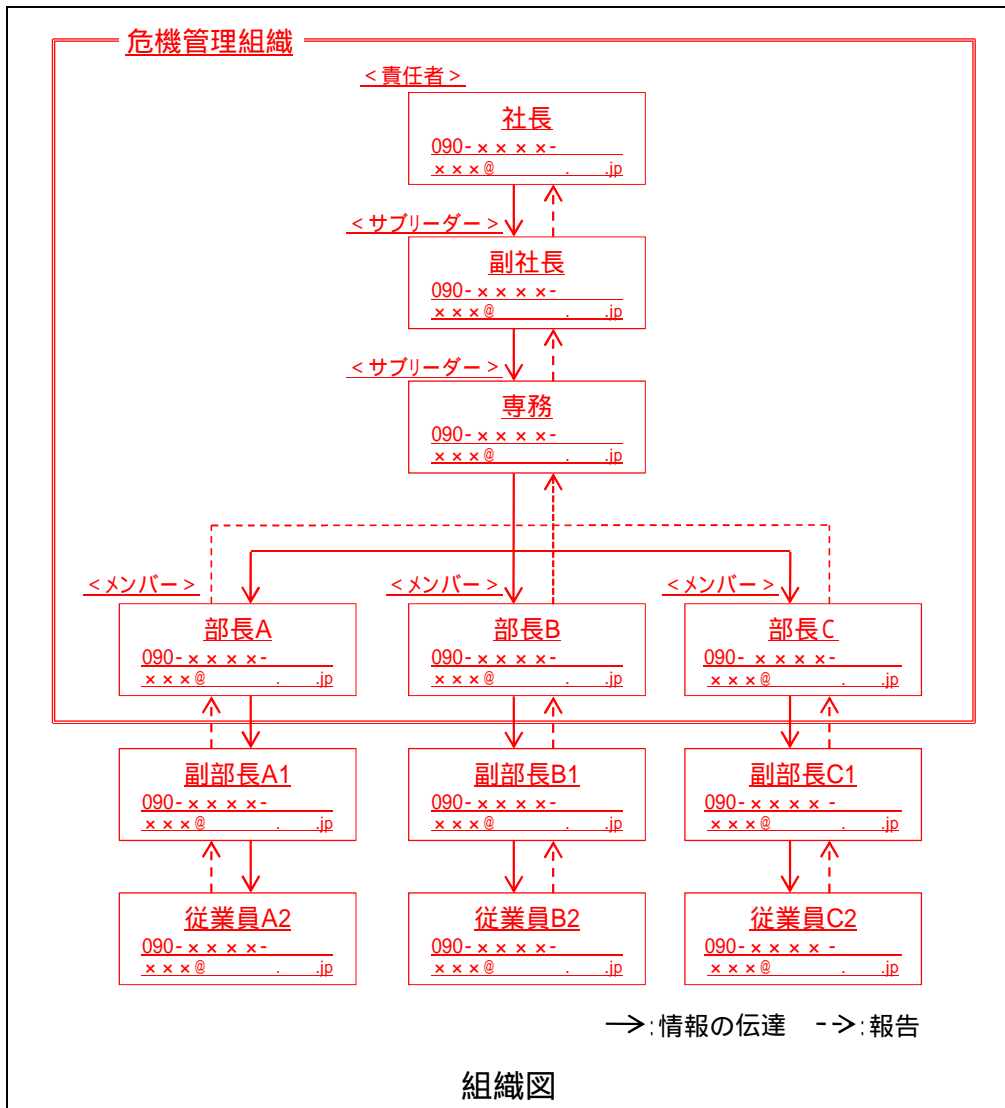 危機管理組織
<責任者>
社長
090-××××-
×××@ . .jp
<サブリーダー>
副社長
090-××××-
×××@ . .jp
<サブリーダー>
専務
090-××××-
×××@ . .jp
<メンバー> <メンバー> <メンバー>
部長A 部長B 部長C
090-××××- 090-××××- 090-××××-
×××@ . .jp ×××@ . .jp ×××@ . .jp
副部長A1 副部長B1 副部長C1
090-××××- 090-××××- 090-××××-
×××@ . .jp ×××@ . .jp ×××@ . .jp
従業員A2 従業員B2 従業員C2
090-××××- 090-××××- 090-××××-
×××@ . .jp ×××@ . .jp ×××@ . .jp
→:情報の伝達 -->:報告
組織図